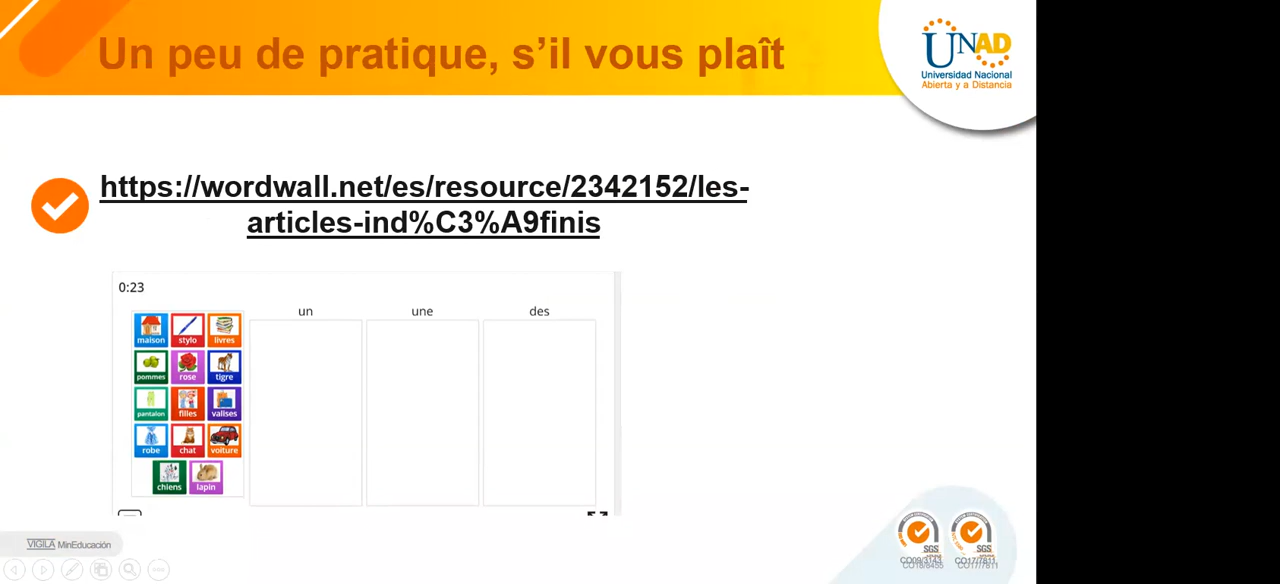 Un peu de pratique, s’il vous plaît
UNAD
Universidad Nacional
Abierta y a Distancia
https://wordwall.net/es/resource/2342152/les-
articles-ind%C3%A9finis
0:23
un une des
maison stylo livres
pommes rose tigre
pantalon filles valises
robe chat voiture
chiens lapin
VIGILA MinEducación
SGS SGS